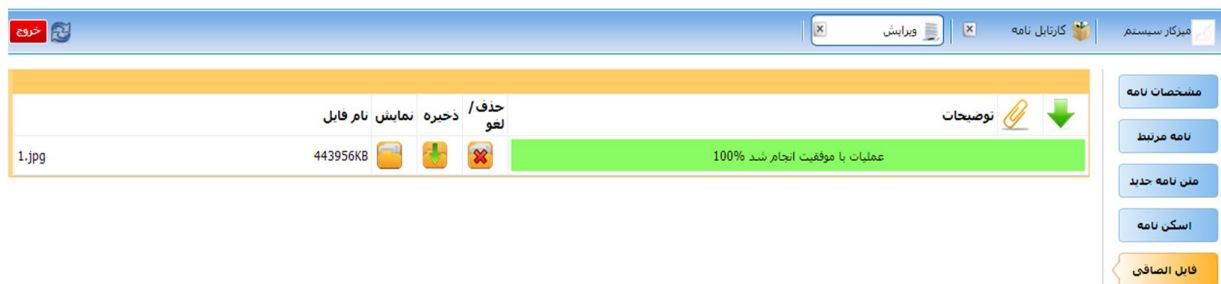 میزکار سیستم
کارتابل نامه
ویرایش
خروج
مشخصات نامه
نامه مرتبط
متن نامه جدید
اسکن نامه
فایل الصاقی
توضیحات
حذف/
لغو
ذخیره
نمایش
نام فایل
عملیات با موفقیت انجام شد %100
443956KB
1.jpg